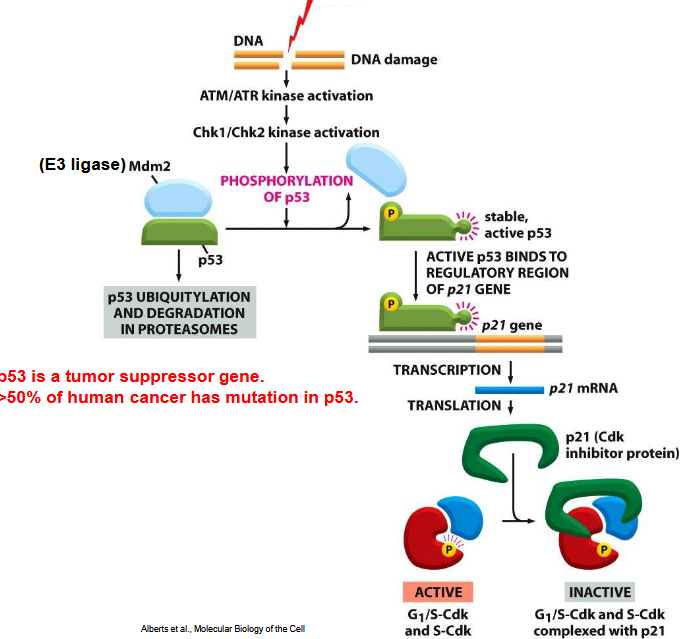 DNA
DNA damage
ATM/ATR kinase activation
Chk1/Chk2 kinase activation
(E3 ligase) Mdm2
PHOSPHORYLATION
OF p53
P
stable,
active p53
p53
ACTIVE p53 BINDS TO
REGULATORY REGION
OF p21 GENE
p53 UBIQUITYLATION
AND DEGRADATION
IN PROTEASOMES
P
p21 gene
p53 is a tumor suppressor gene.
>50% of human cancer has mutation in p53.
TRANSCRIPTION
p21 mRNA
TRANSLATION
p21 (Cdk
inhibitor protein)
P
P
ACTIVE
INACTIVE
G₁/S-Cdk
and S-Cdk
G₁/S-Cdk and S-Cdk
complexed with p21
Alberts et al., Molecular Biology of the Cell